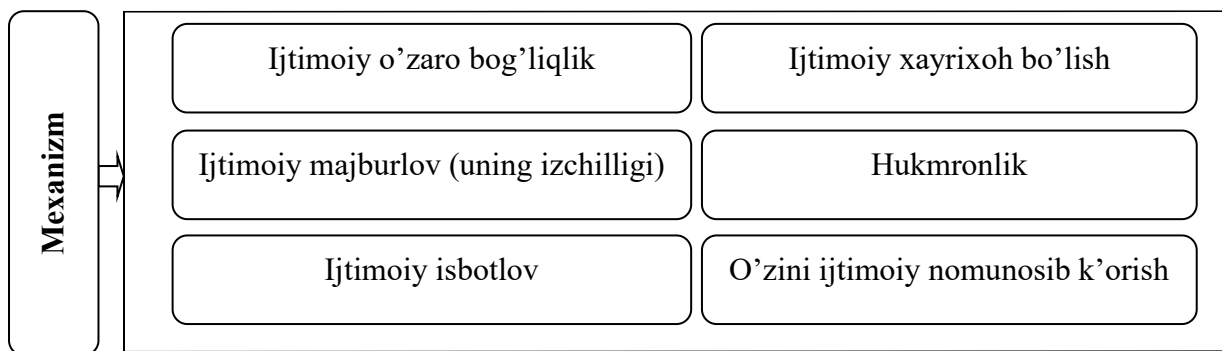 Mexanizm
Ijtimoiy o’zaro bog’liqlik
Ijtimoiy xayrixoh bo’lish
Ijtimoiy majburlov (uning izchilligi)
Hukmronlik
Ijtimoiy isbotlov
O’zini ijtimoiy nomunosib k’orish